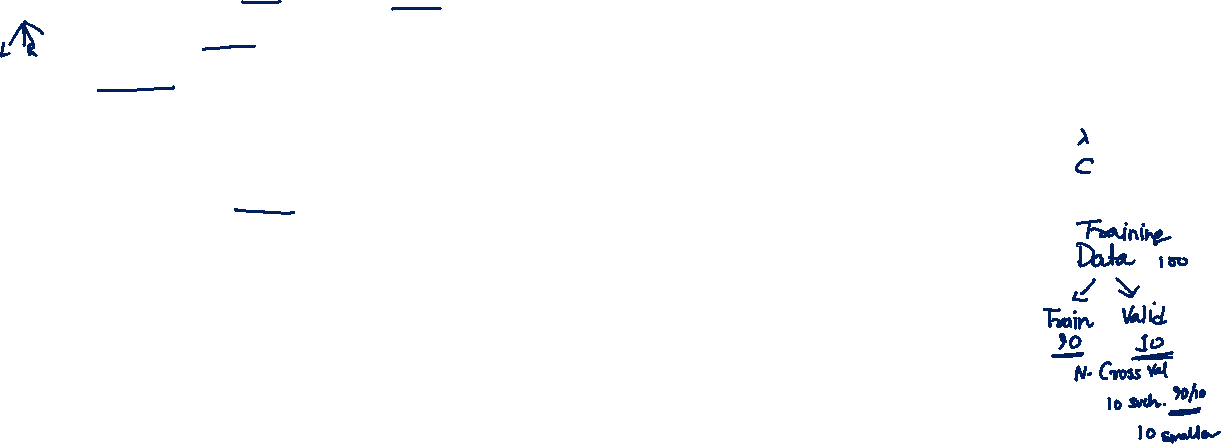 L R
λ
C
Training
Data 100
Train Valid
90 10
N- Cross Val
10 such. 90/10
10 smaller